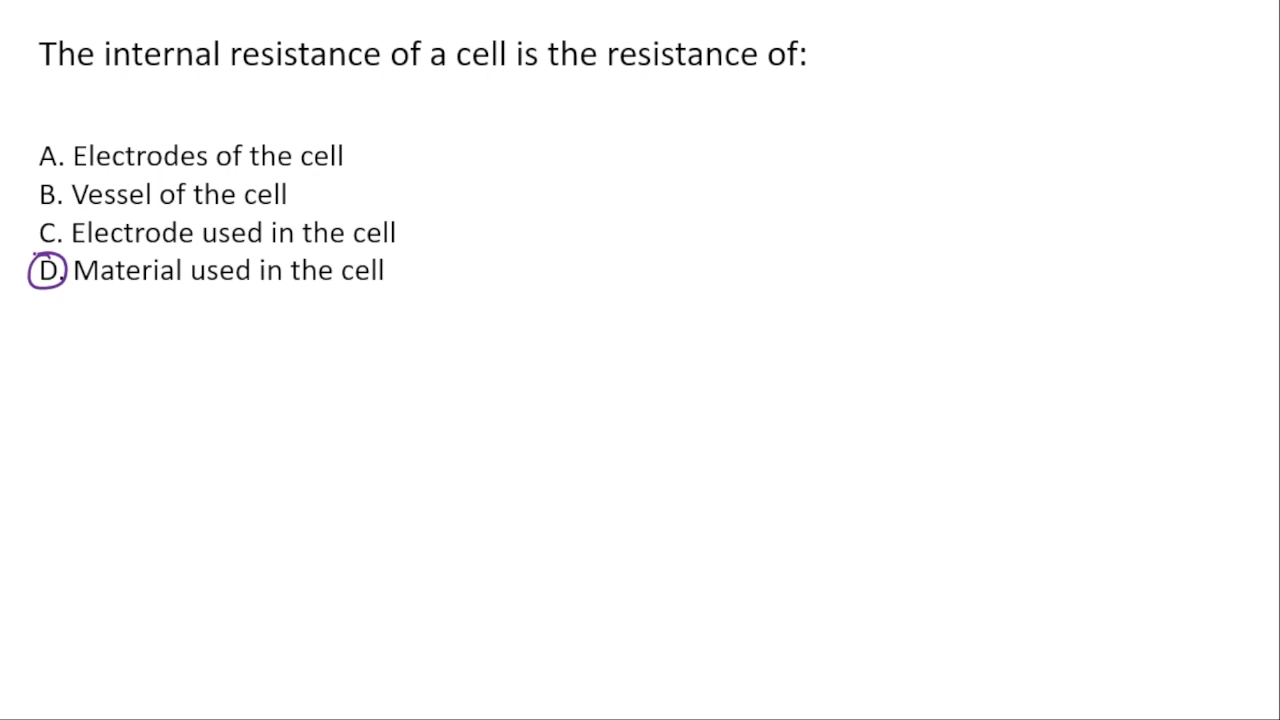 The internal resistance of a cell is the resistance of:
A. Electrodes of the cell
B. Vessel of the cell
C. Electrode used in the cell
D. Material used in the cell